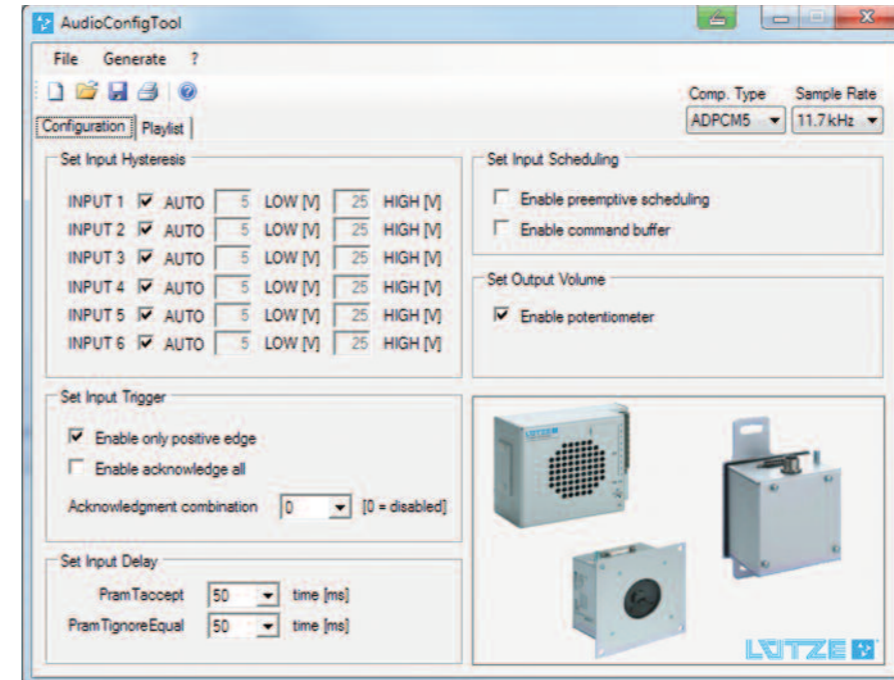 AudioConfigTool
File Generate ?
Comp. Type Sample Rate
ADPCM5 11.7kHz
Configuration Playlist
Set Input Hysteresis
INPUT 1 AUTO 5 LOW [V] 25 HIGH [V]
INPUT 2 AUTO 5 LOW [V] 25 HIGH [V]
INPUT 3 AUTO 5 LOW [V] 25 HIGH [V]
INPUT 4 AUTO 5 LOW [V] 25 HIGH [V]
INPUT 5 AUTO 5 LOW [V] 25 HIGH [V]
INPUT 6 AUTO 5 LOW [V] 25 HIGH [V]
Set Input Scheduling
Enable preemptive scheduling
Enable command buffer
Set Output Volume
Enable potentiometer
Set Input Trigger
Enable only positive edge
Enable acknowledge all
Acknowledgment combination 0 [0 = disabled]
Set Input Delay
PramTaccept 50 time [ms]
PramTignoreEqual 50 time [ms]
LÜTZE
LÜTZE